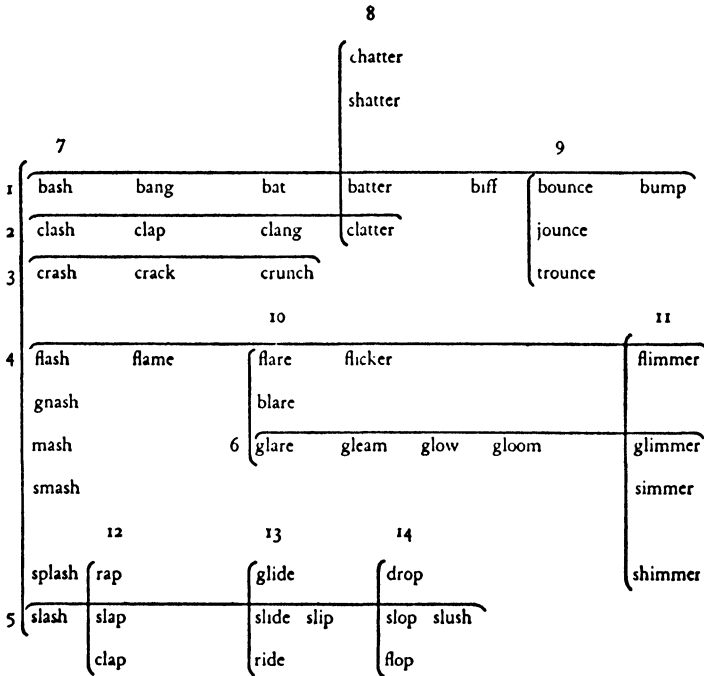 8
chatter
shatter
7 9
1 bash bang bat batter biff bounce bump
2 clash clap clang clatter jounce
3 crash crack crunch trounce
10 11
4 flash flame flare flicker flimmer
gnash blare
mash 6 glare gleam glow gloom glimmer
smash simmer
12 13 14
splash rap glide drop shimmer
5 slash slap slide slip slop slush
clap ride flop